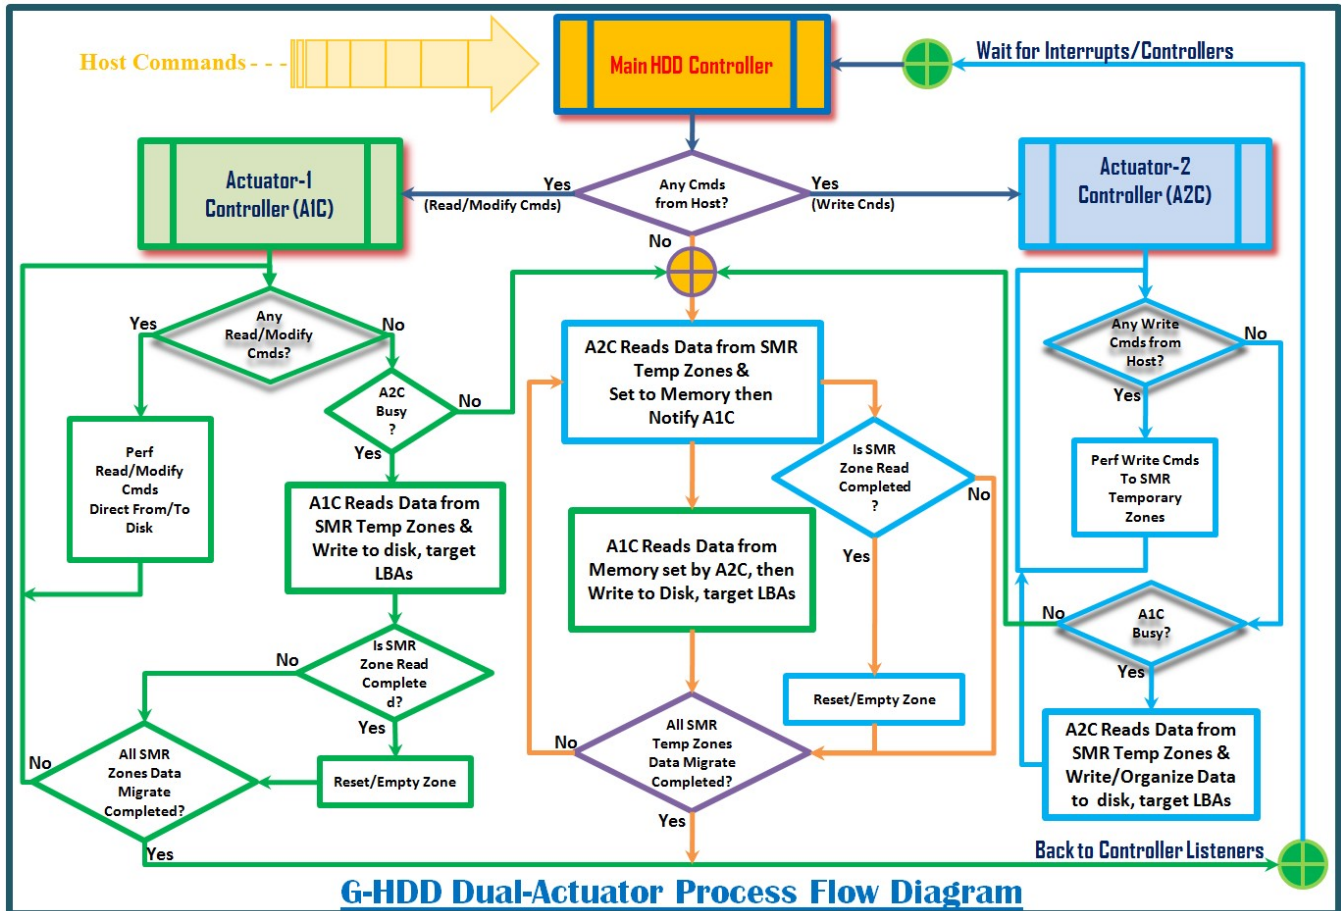 Host Commands - - -
Main HDD Controller
Wait for Interrupts/Controllers
Actuator-1
Controller (A1C)
Yes
(Read/Modify Cmds)
Any Cmds
from Host?
Yes
(Write Cnds)
Actuator-2
Controller (A2C)
No
Any
Read/Modify
Cmds?
Yes
No
A2C
Busy
?
No
Yes
Perf
Read/Modify
Cmds
Direct From/To
Disk
A1C Reads Data from
SMR Temp Zones &
Write to disk, target
LBAs
Is SMR
Zone Read
Complete
d?
No
Yes
Reset/Empty Zone
All SMR
Zones Data
Migrate
Completed?
No
Yes
A2C Reads Data from SMR
Temp Zones &
Set to Memory then
Notify A1C
Is SMR
Zone Read
Completed
?
No
Yes
A1C Reads Data from
Memory set by A2C, then
Write to Disk, target LBAs
Reset/Empty Zone
All SMR
Temp Zones
Data Migrate
Completed?
No
Yes
Any Write
Cmds from
Host?
No
Yes
Perf Write Cmds
To SMR
Temporary
Zones
A1C
Busy?
No
Yes
A2C Reads Data from
SMR Temp Zones &
Write/Organize Data
to disk, target LBAs
Back to Controller Listeners
G-HDD Dual-Actuator Process Flow Diagram